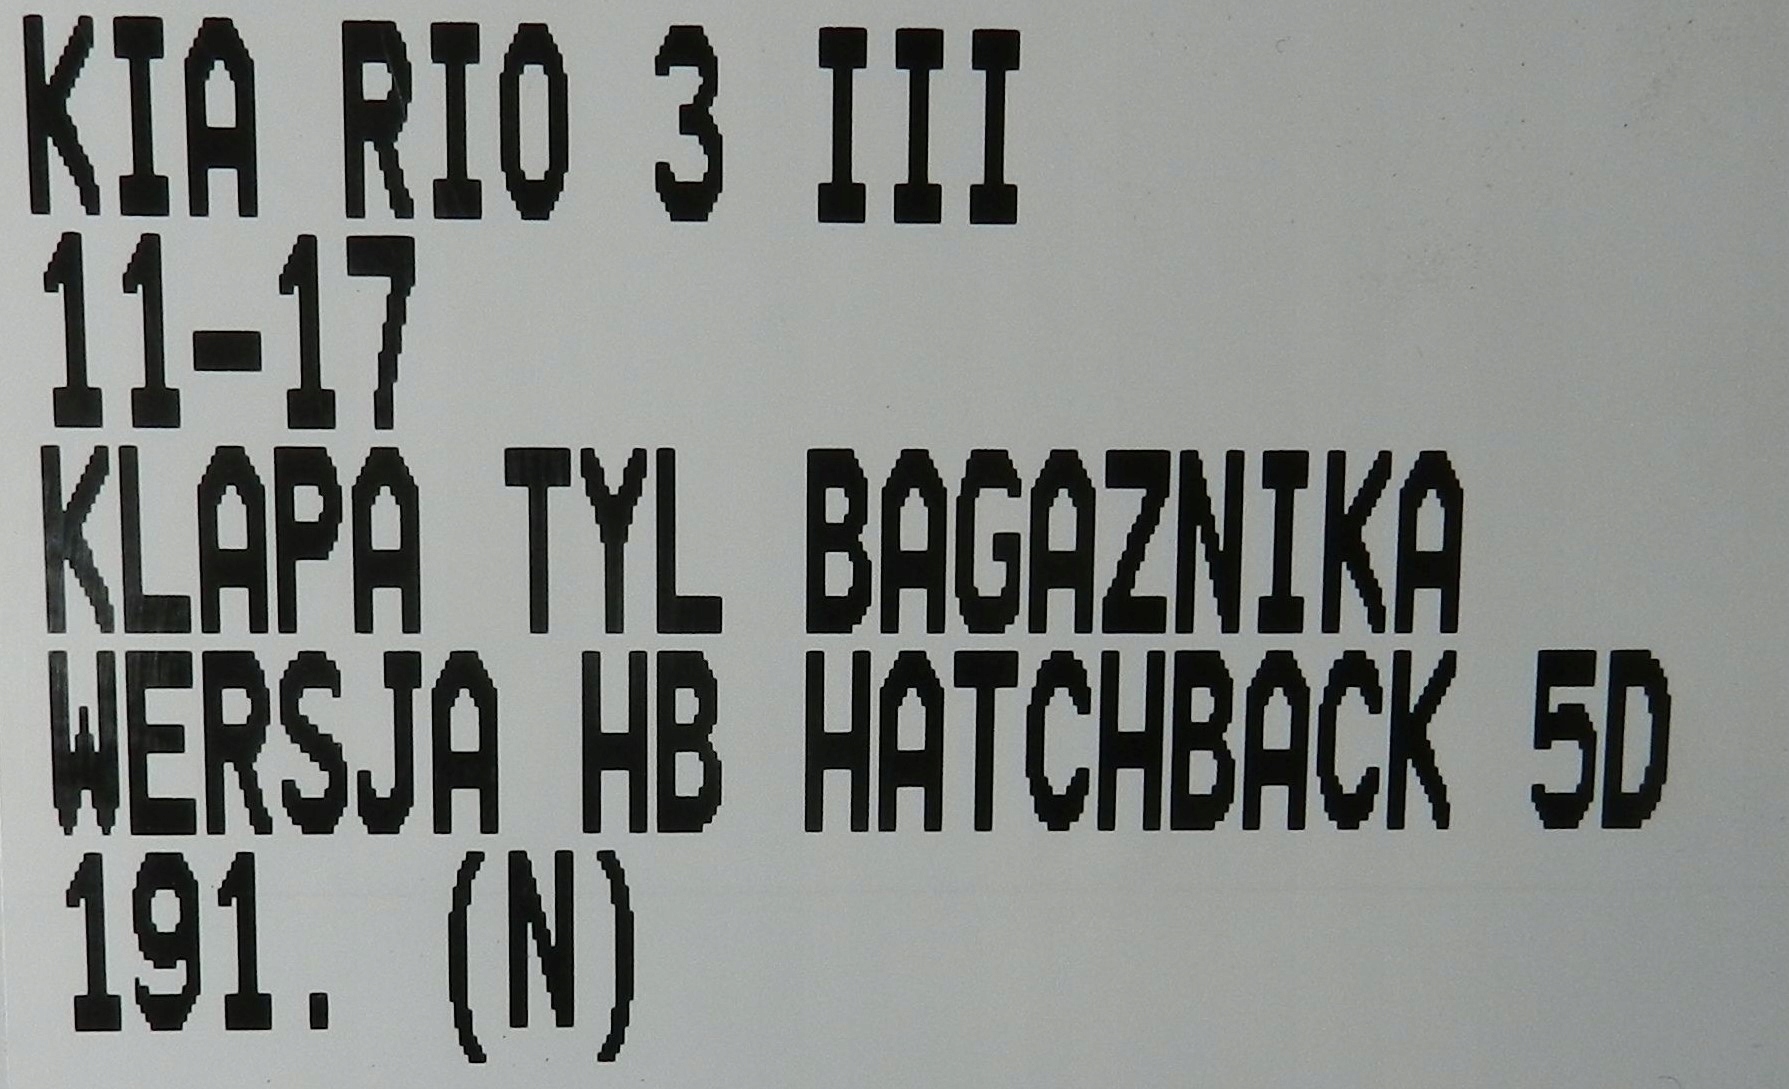 KIA RIO 3 III
11-17
KLAPA TYL BAGAZNIKA
WERSJA HB HATCHBACK 5D
191. (N)